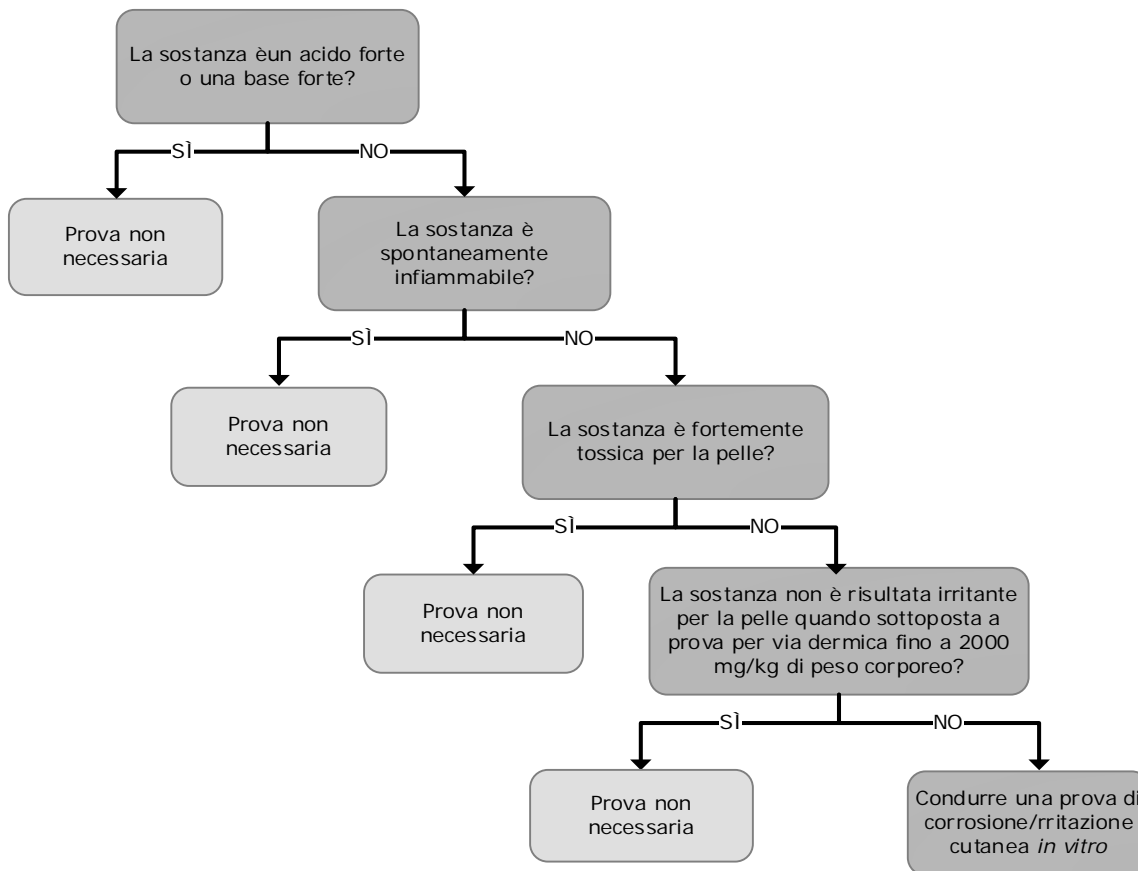 La sostanza èun acido forte
o una base forte?
SÌ
NO
Prova non
necessaria
La sostanza è
spontaneamente
infiammabile?
SÌ
NO
Prova non
necessaria
La sostanza è fortemente
tossica per la pelle?
SÌ
NO
Prova non
necessaria
La sostanza non è risultata irritante
per la pelle quando sottoposta a
prova per via dermica fino a 2000
mg/kg di peso corporeo?
SÌ
NO
Prova non
necessaria
Condurre una prova di
corrosione/rritazione
cutanea in vitro